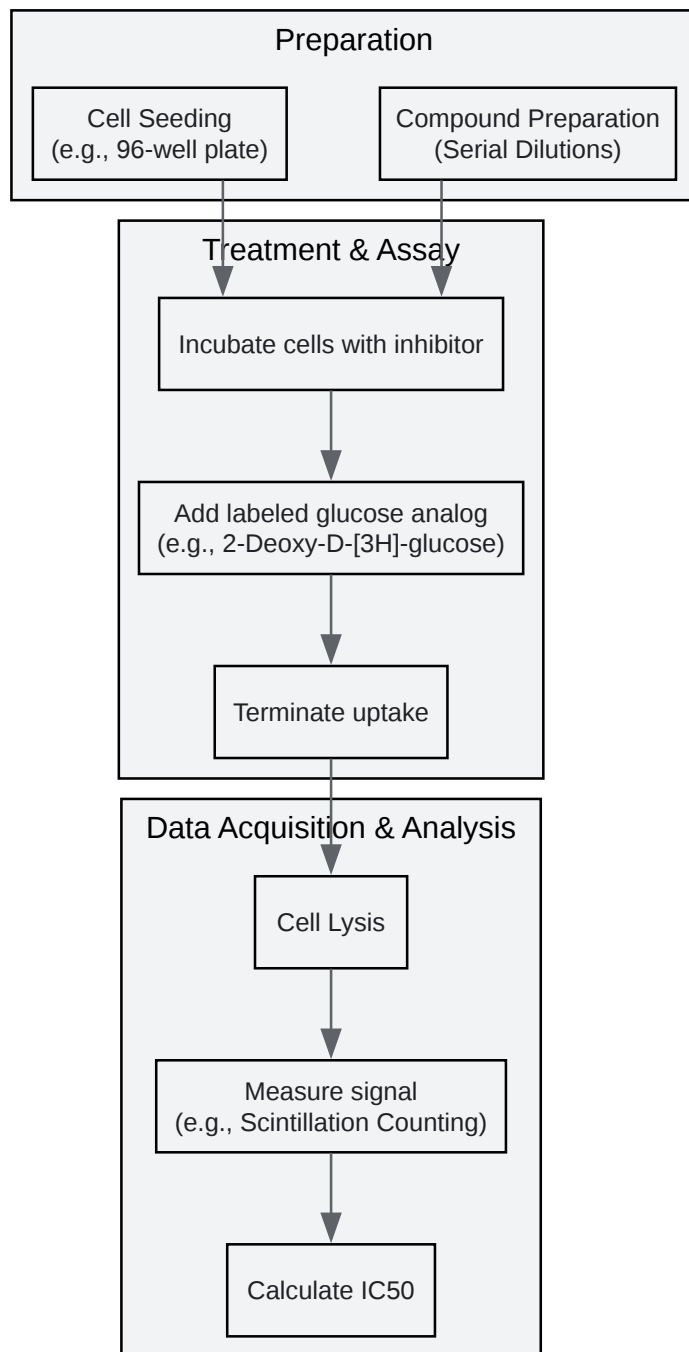 Preparation
Cell Seeding
(e.g., 96-well plate)
Compound Preparation
(Serial Dilutions)
Treatment & Assay
Incubate cells with inhibitor
Add labeled glucose analog
(e.g., 2-Deoxy-D-[3H]-glucose)
Terminate uptake
Data Acquisition & Analysis
Cell Lysis
Measure signal
(e.g., Scintillation Counting)
Calculate IC50